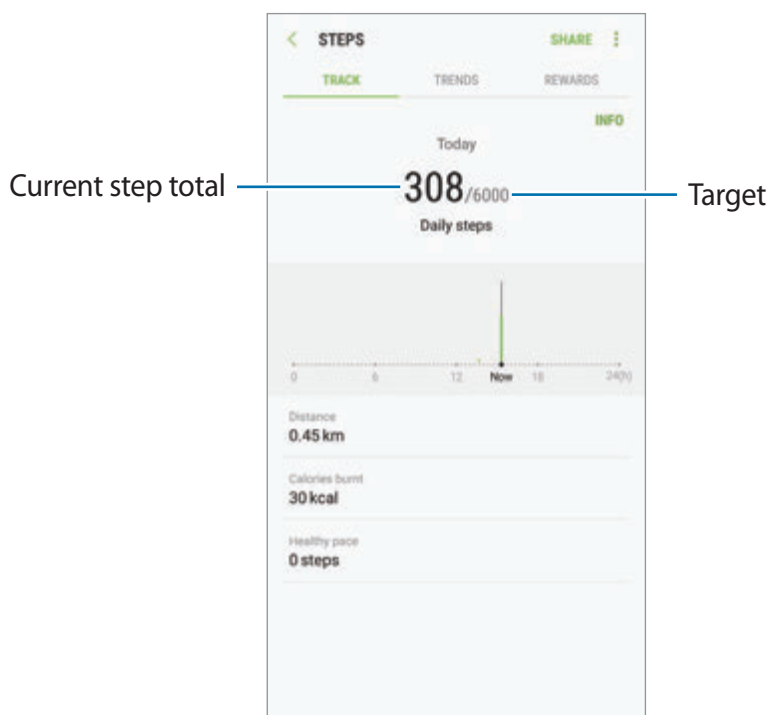 STEPS SHARE
TRACK TRENDS REWARDS
INFO
Today
Current step total 308/6000 Target
Daily steps
0 6 12 Now 18 24(h)
Distance
0.45 km
Calories burnt
30 kcal
Healthy pace
0 steps